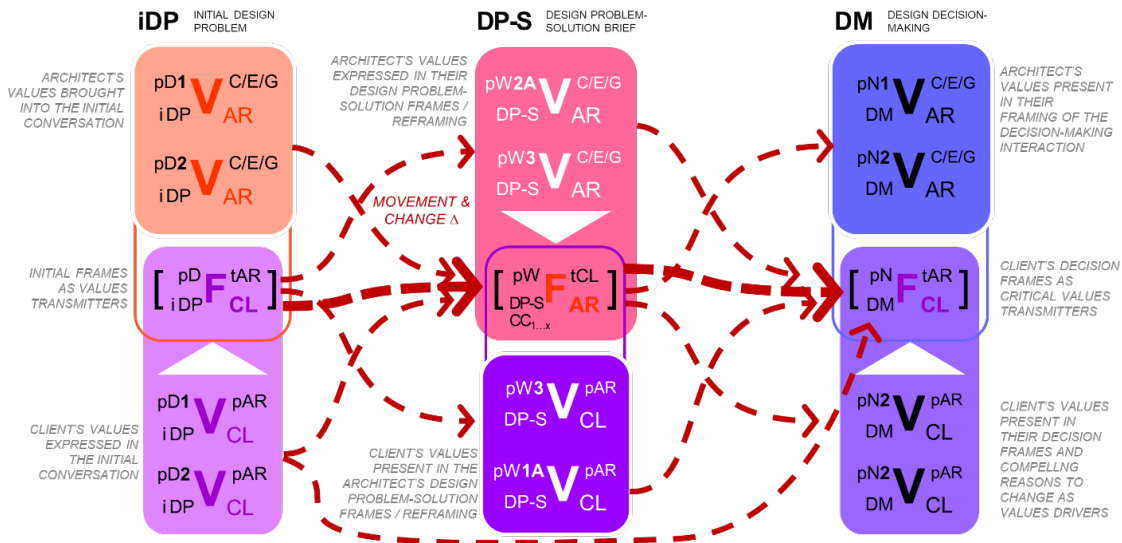 iDP INITIAL DESIGN
PROBLEM
DP-S DESIGN PROBLEM-
SOLUTION BRIEF
DM DESIGN DECISION-
MAKING
ARCHITECT'S
VALUES BROUGHT
INTO THE INITIAL
CONVERSATION
pD1 V C/E/G
iDP AR
pD2 V C/E/G
iDP AR
ARCHITECT'S VALUES
EXPRESSED IN THEIR
DESIGN PROBLEM-
SOLUTION FRAMES /
REFRAMING
pW2A V C/E/G
DP-S AR
pW3 V C/E/G
DP-S AR
pN1 V C/E/G
DM AR
pN2 V C/E/G
DM AR
ARCHITECT'S
VALUES PRESENT
IN THEIR
FRAMING OF THE
DECISION-MAKING
INTERACTION
MOVEMENT &
CHANGE Δ
INITIAL FRAMES
AS VALUES
TRANSMITTERS
[ pD F tAR ]
iDP CL
[ pW F tCL ]
DP-S AR
CC1...x
[ pN F tAR ]
DM CL
CLIENT'S DECISION
FRAMES AS
CRITICAL VALUES
TRANSMITTERS
CLIENT'S VALUES
EXPRESSED IN
THE INITIAL
CONVERSATION
pD1 V pAR
iDP CL
pD2 V pAR
iDP CL
CLIENT'S VALUES
PRESENT IN THE
ARCHITECT'S DESIGN
PROBLEM-SOLUTION
FRAMES / REFRAMING
pW3 V pAR
DP-S CL
pW1A V pAR
DP-S CL
pN2 V pAR
DM CL
pN2 V pAR
DM CL
CLIENT'S VALUES
PRESENT IN
THEIR DECISION
FRAMES AND
COMPELLNG
REASONS TO
CHANGE AS
VALUES DRIVERS